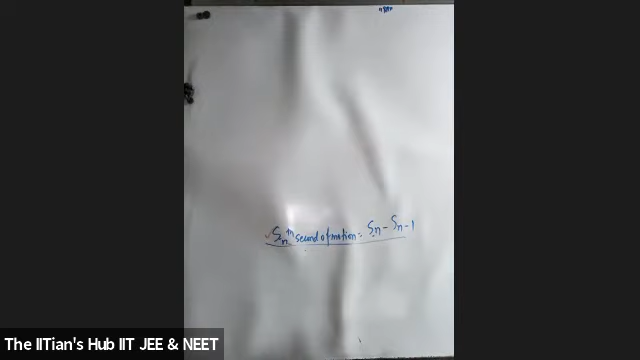 Sₙth second of motion = Sn - Sn-1
The IITian's Hub IIT JEE & NEET